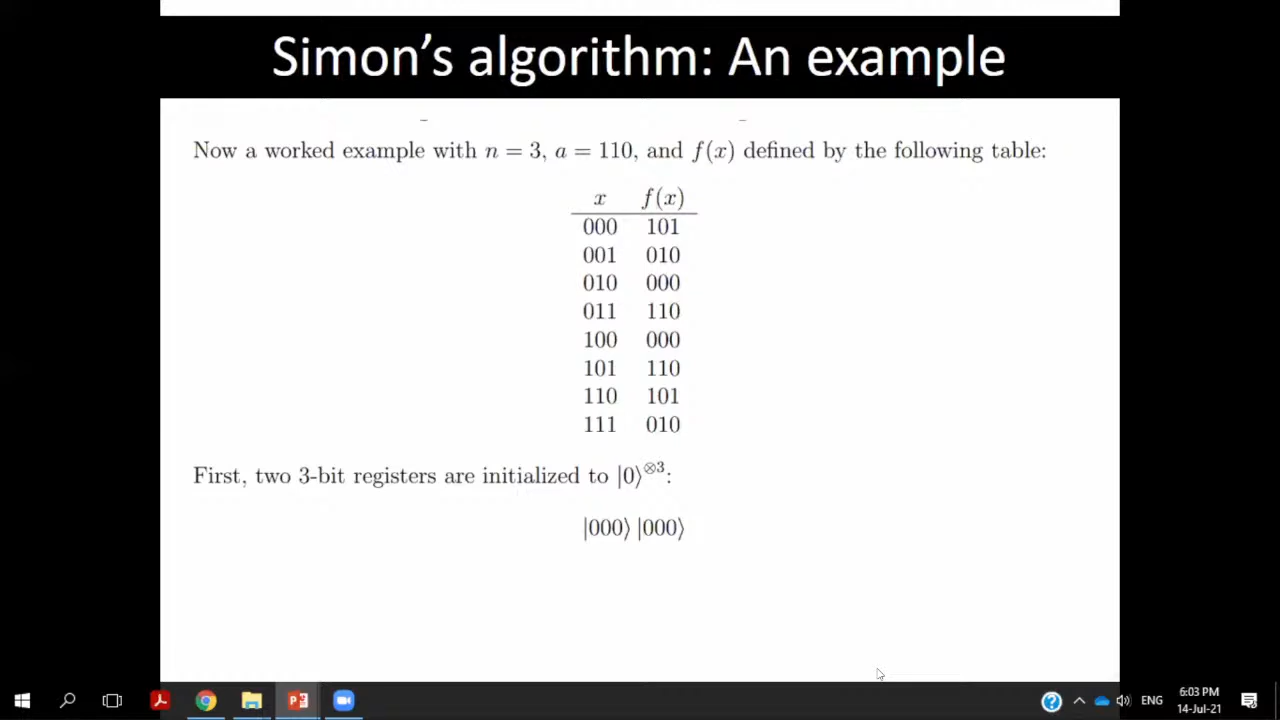 Simon's algorithm: An example
Now a worked example with n = 3, a = 110, and f(x) defined by the following table:
x f(x)
000 101
001 010
010 000
011 110
100 000
101 110
110 101
111 010
First, two 3-bit registers are initialized to |0⟩⊗3:
|000⟩ |000⟩
ENG
6:03 PM
14-Jul-21